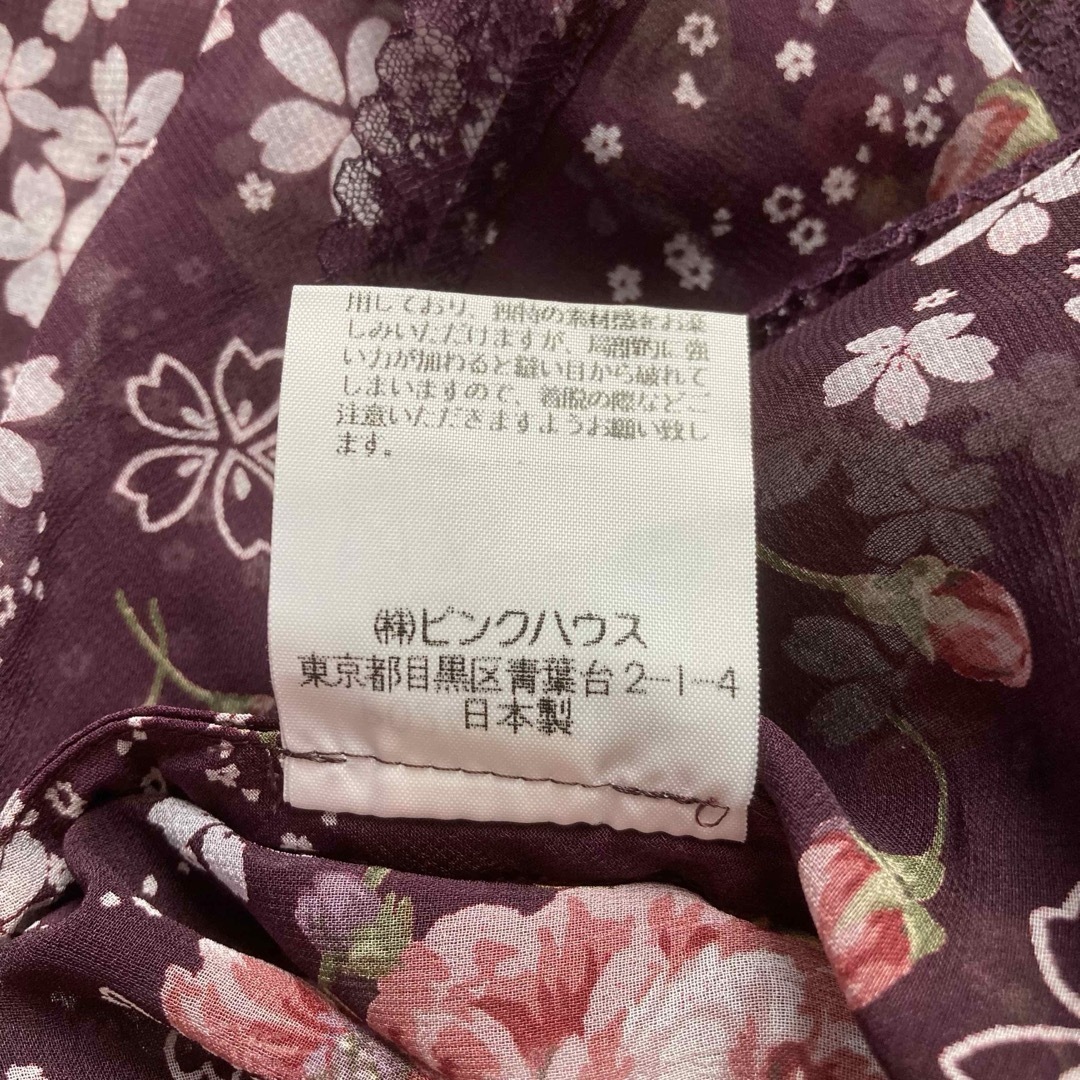 用しており、独特の素材感をお楽
しみいただけますが、局部的に強
い力が加わると縫い目から破れて
しまいますので、着脱の際など、ご
注意いただきますようお願い致し
ます。
㈱ピンクハウス
東京都目黒区青葉台2-1-4
日本製